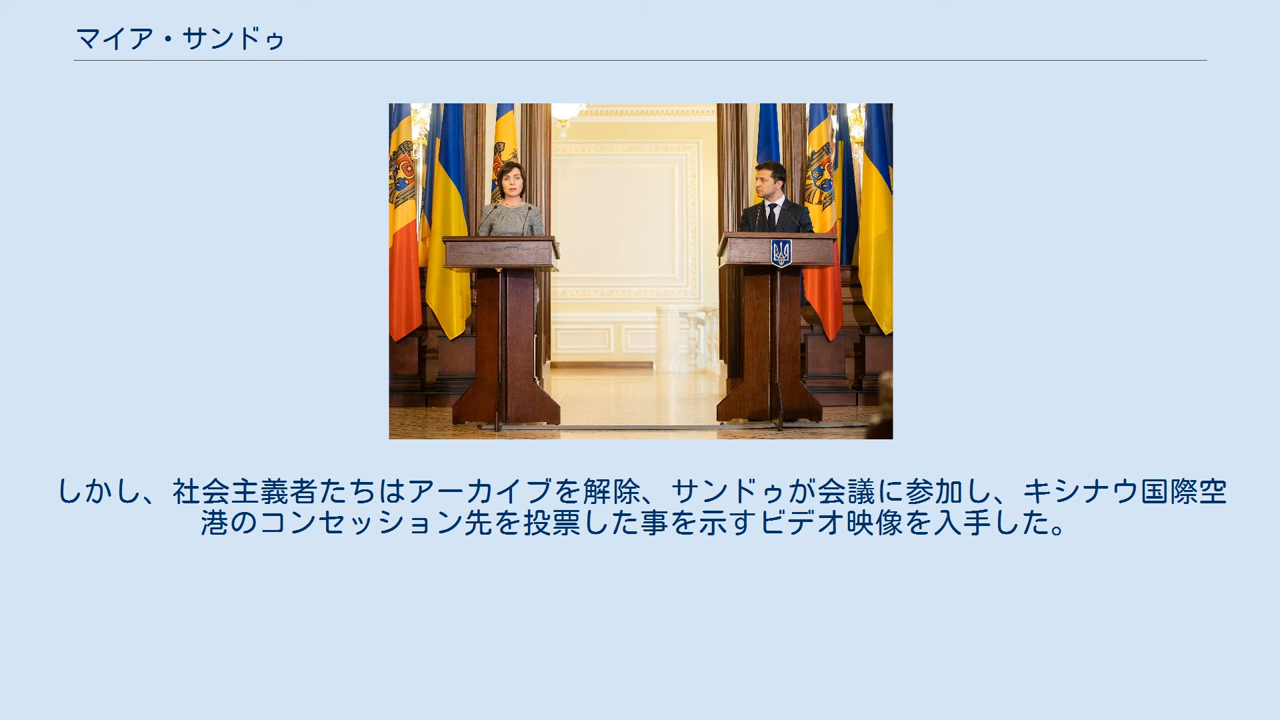 マイア・サンドゥ
しかし、社会主義者たちはアーカイブを解除、サンドゥが会議に参加し、キシナウ国際空
港のコンセッション先を投票した事を示すビデオ映像を入手した。